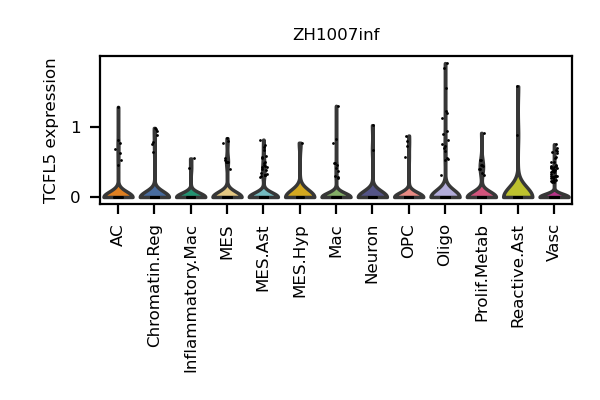 ZH1007inf
TCFL5 expression
1
0
AC
Chromatin.Reg
Inflammatory.Mac
MES
MES.Ast
MES.Hyp
Mac
Neuron
OPC
Oligo
Prolif.Metab
Reactive.Ast
Vasc